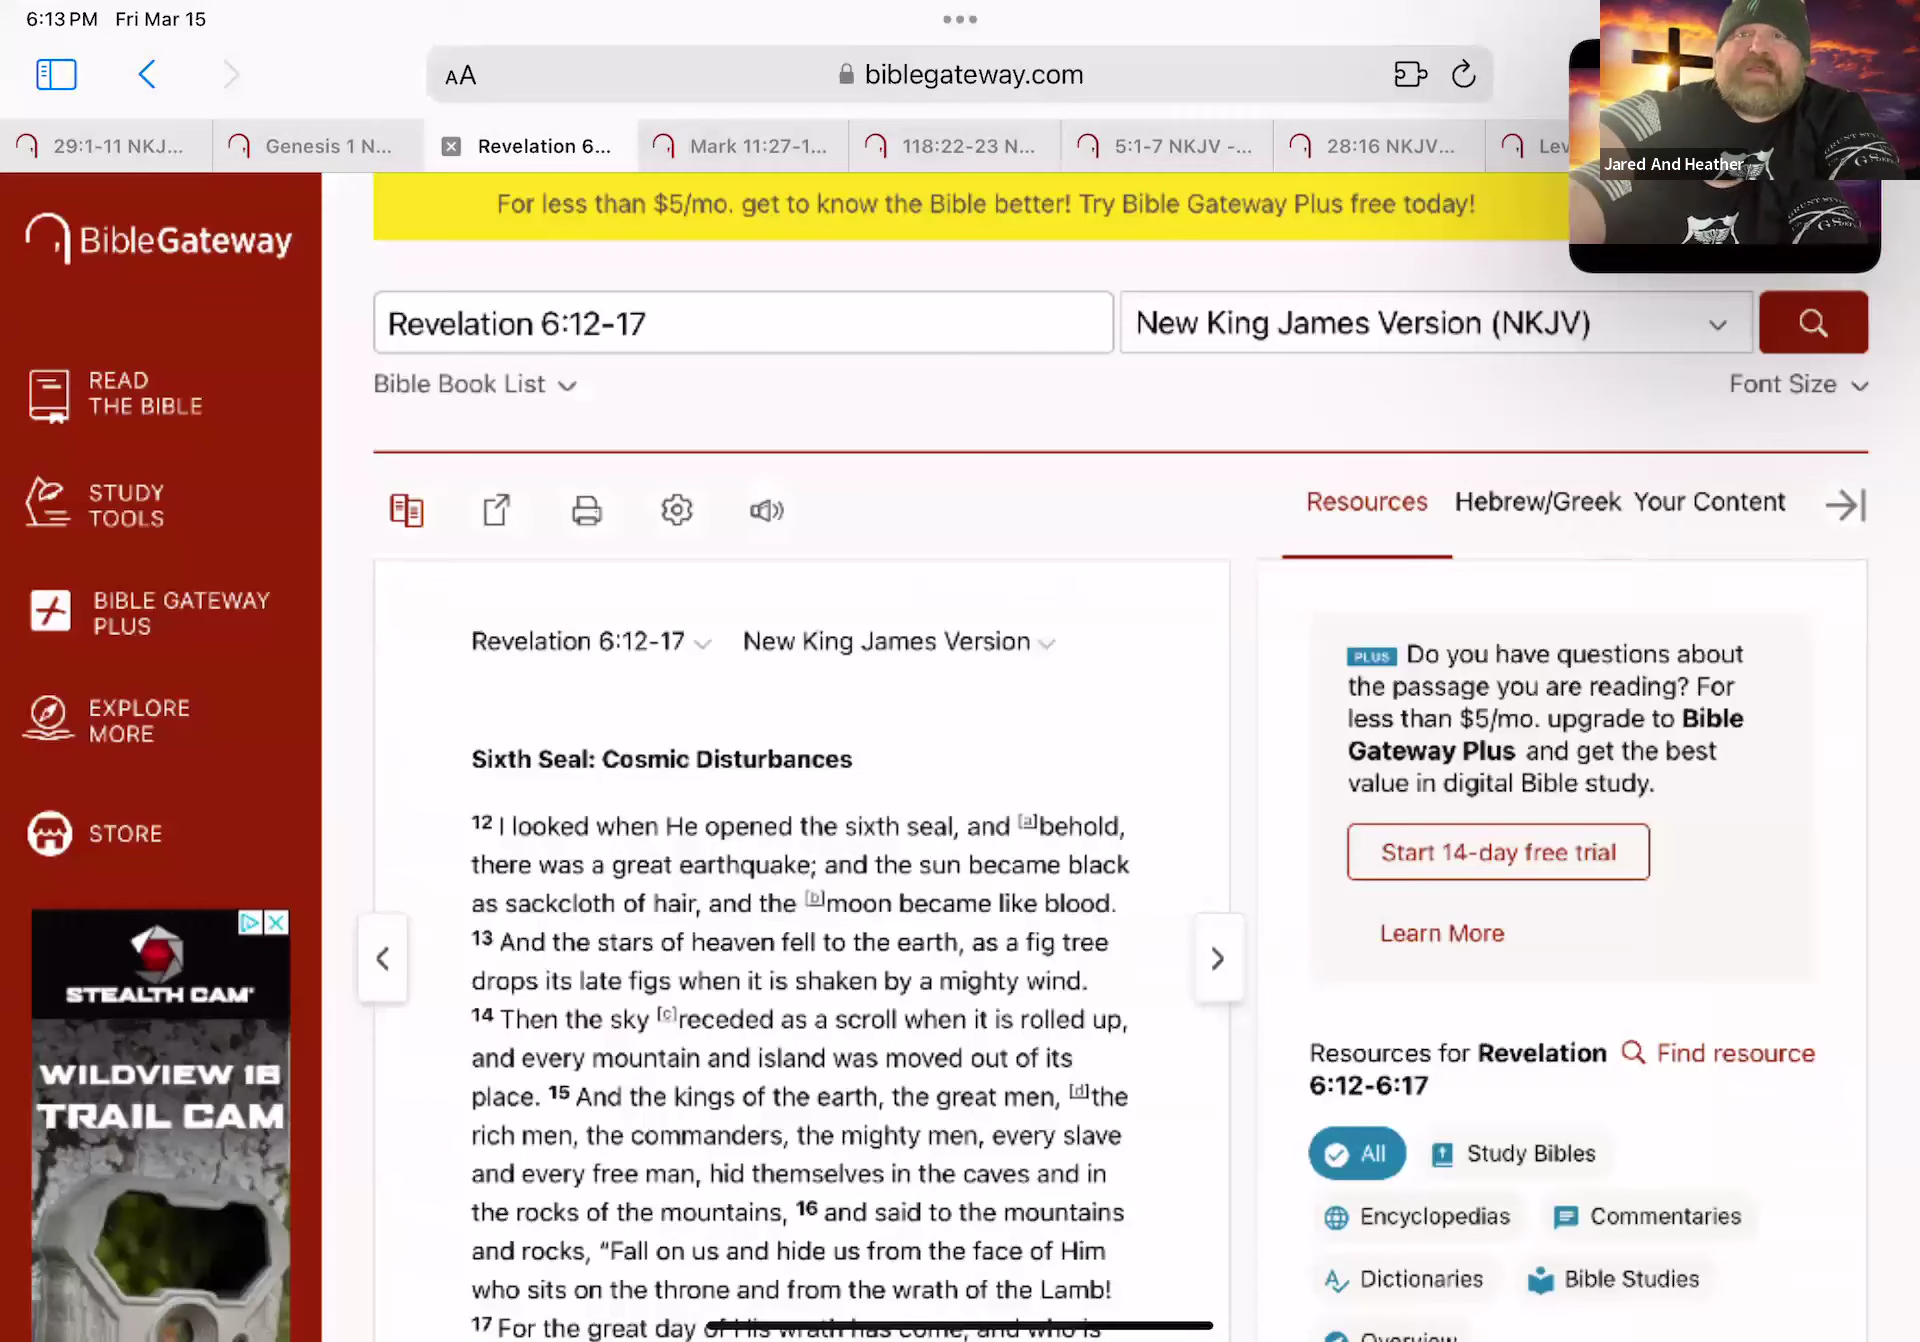 6:13 PM Fri Mar 15
AA
biblegateway.com
29:1-11 NKJ...
Genesis 1 N...
Revelation 6...
Mark 11:27-1...
118:22-23 N...
5:1-7 NKJV -...
28:16 NKJV...
Lev
Jared And Heather
BibleGateway
For less than $5/mo. get to know the Bible better! Try Bible Gateway Plus free today!
Revelation 6:12-17
New King James Version (NKJV)
Bible Book List
Font Size
READ
THE BIBLE
STUDY
TOOLS
BIBLE GATEWAY
PLUS
EXPLORE
MORE
STORE
STEALTH CAM
WILDVIEW 18
TRAIL CAM
Resources Hebrew/Greek Your Content
Revelation 6:12-17 New King James Version
Sixth Seal: Cosmic Disturbances
12 I looked when He opened the sixth seal, and [a]behold,
there was a great earthquake; and the sun became black
as sackcloth of hair, and the [b]moon became like blood.
13 And the stars of heaven fell to the earth, as a fig tree
drops its late figs when it is shaken by a mighty wind.
14 Then the sky [c]receded as a scroll when it is rolled up,
and every mountain and island was moved out of its
place. 15 And the kings of the earth, the great men, [d]the
rich men, the commanders, the mighty men, every slave
and every free man, hid themselves in the caves and in
the rocks of the mountains, 16 and said to the mountains
and rocks, “Fall on us and hide us from the face of Him
who sits on the throne and from the wrath of the Lamb!
17 For the great day of His wrath has come, and who is
PLUS Do you have questions about
the passage you are reading? For
less than $5/mo. upgrade to Bible
Gateway Plus and get the best
value in digital Bible study.
Start 14-day free trial
Learn More
Resources for Revelation
6:12-6:17
Find resource
All
Study Bibles
Encyclopedias
Commentaries
Dictionaries
Bible Studies
Overview